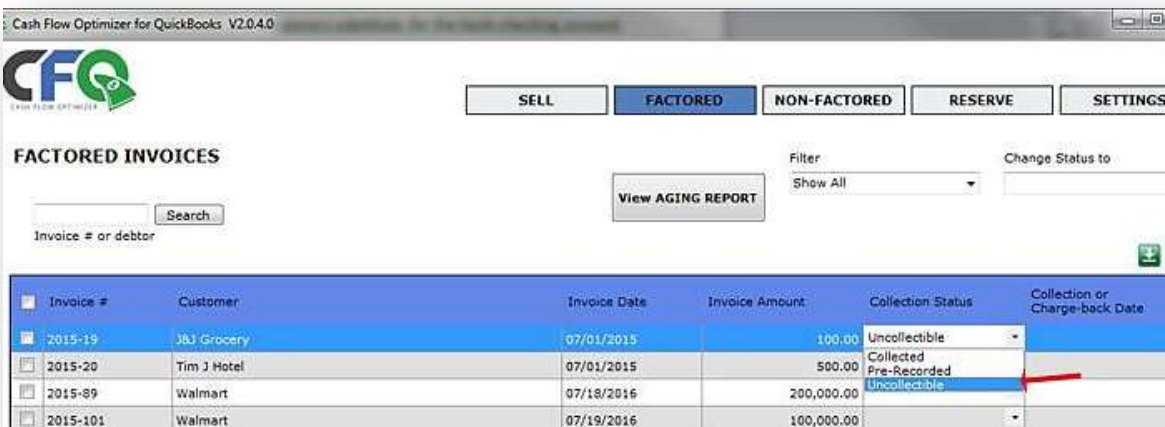 Cash Flow Optimizer for QuickBooks V2.0.4.0
CFO
CASH FLOW OPTIMIZER
SELL FACTORED NON-FACTORED RESERVE SETTINGS
FACTORED INVOICES
Filter Change Status to
View AGING REPORT Show All
Search
Invoice # or debtor
Invoice # Customer Invoice Date Invoice Amount Collection Status Collection or
Charge-back Date
2015-19 J&J Grocery 07/01/2015 100.00 Uncollectible
Collected
2015-20 Tim J Hotel 07/01/2015 500.00 Pre-Recorded
Uncollectible
2015-89 Walmart 07/18/2016 200,000.00
2015-101 Walmart 07/19/2016 100,000.00